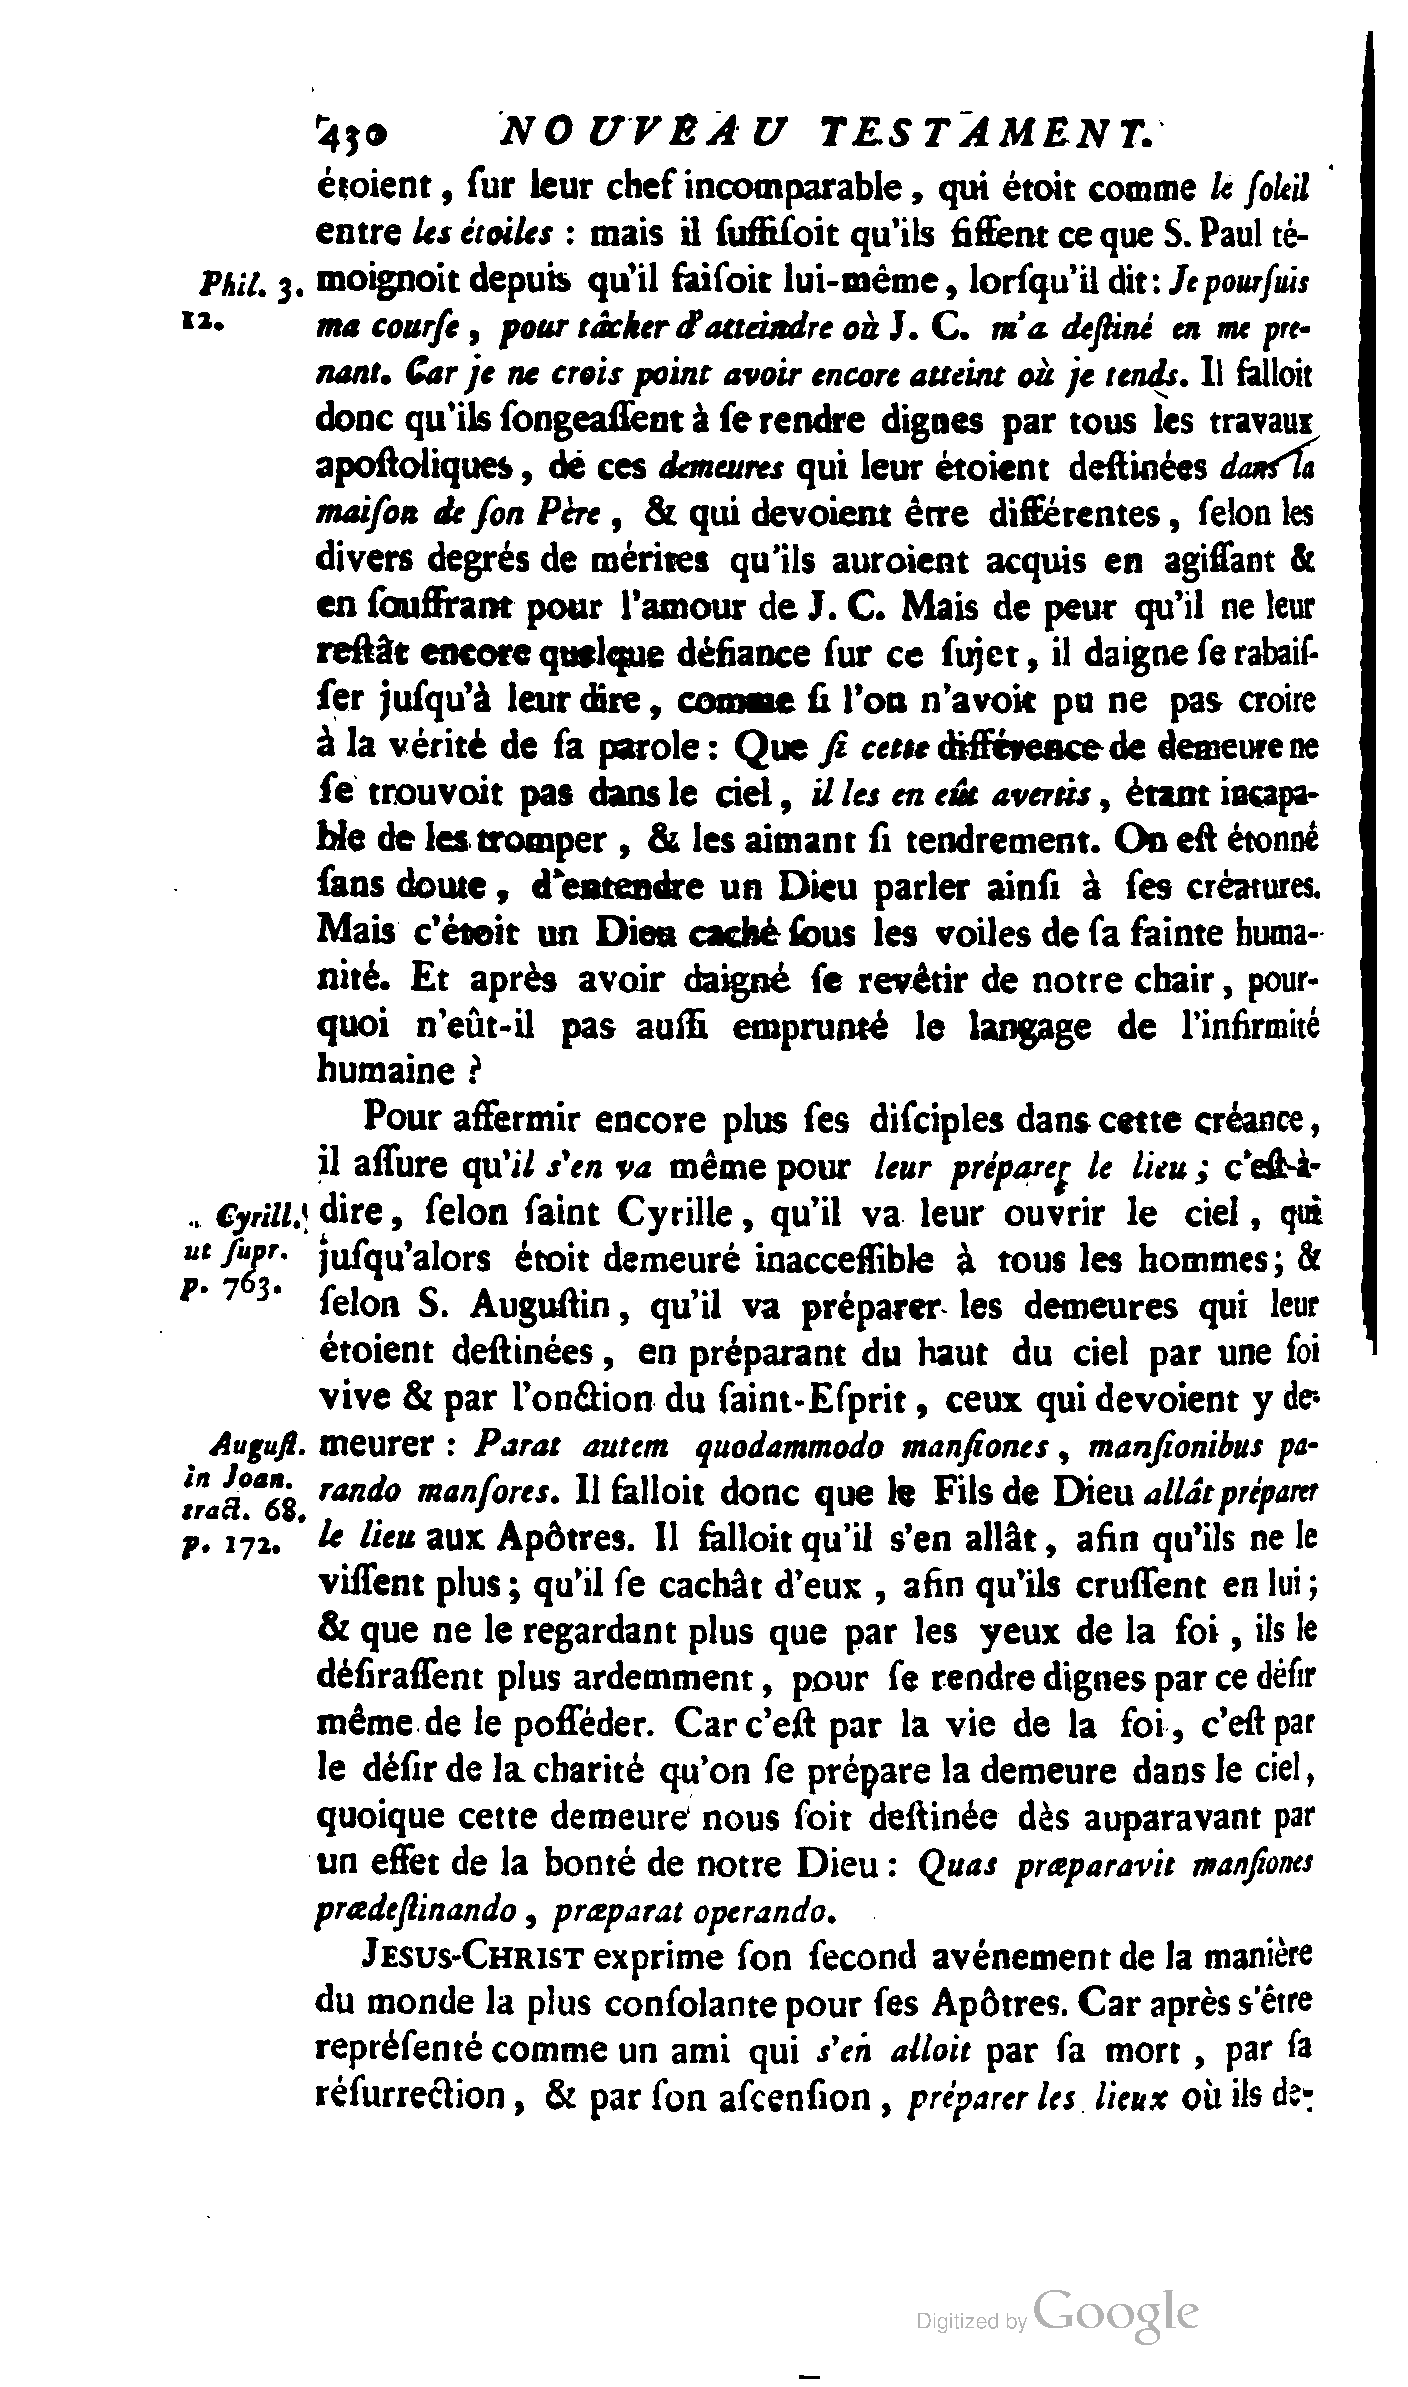 430 NOUVEAU TESTAMENT.
étoient, ſur leur chef incomparable, qui étoit comme le ſoleil
entre les étoiles : mais il ſuffiſoit qu'ils fiſſent ce que S. Paul té-
Phil. 3. moignoit depuis qu'il faiſoit lui-même, lorſqu'il dit : Je pourſuis
12. ma courſe, pour tâcher d'atteindre où J. C. m'a deſtiné en me pre-
nant. Car je ne crois point avoir encore atteint où je tends. Il falloit
donc qu'ils ſongeaſſent à ſe rendre dignes par tous les travaux
apoſtoliques, de ces demeures qui leur étoient deſtinées dans la
maiſon de ſon Père, & qui devoient être différentes, ſelon les
divers degrés de mérites qu'ils auroient acquis en agiſſant &
en ſouffrant pour l'amour de J. C. Mais de peur qu'il ne leur
reſtât encore quelque défiance ſur ce ſujet, il daigne ſe rabaiſ-
ſer juſqu'à leur dire, comme ſi l'on n'avoit pu ne pas croire
à la vérité de ſa parole : Que ſi cette différence de demeure ne
ſe trouvoit pas dans le ciel, il les en eût avertis, étant incapa-
ble de les tromper, & les aimant ſi tendrement. On eſt étonné
ſans doute, d'entendre un Dieu parler ainſi à ſes créatures.
Mais c'étoit un Dieu caché ſous les voiles de ſa ſainte huma-
nité. Et après avoir daigné ſe revêtir de notre chair, pour-
quoi n'eût-il pas auſſi emprunté le langage de l'infirmité
humaine ?
Pour affermir encore plus ſes diſciples dans cette créance,
il aſſure qu'il s'en va même pour leur préparer le lieu ; c'eſt-à-
Cyrill. dire, ſelon ſaint Cyrille, qu'il va leur ouvrir le ciel, qui
ut ſupr. juſqu'alors étoit demeuré inacceſſible à tous les hommes ; &
p. 763. ſelon S. Auguſtin, qu'il va préparer les demeures qui leur
étoient deſtinées, en préparant du haut du ciel par une foi
vive & par l'onction du ſaint-Eſprit, ceux qui devoient y de-
Auguſt. meurer : Parat autem quodammodo manſiones, manſionibus pa-
in Joan. rando manſores. Il falloit donc que le Fils de Dieu allât préparer
tract. 68.
p. 172. le lieu aux Apôtres. Il falloit qu'il s'en allât, afin qu'ils ne le
viſſent plus ; qu'il ſe cachât d'eux, afin qu'ils cruſſent en lui ;
& que ne le regardant plus que par les yeux de la foi, ils le
déſiraſſent plus ardemment, pour ſe rendre dignes par ce déſir
même de le poſſéder. Car c'eſt par la vie de la foi, c'eſt par
le déſir de la charité qu'on ſe prépare la demeure dans le ciel,
quoique cette demeure nous ſoit deſtinée dès auparavant par
un effet de la bonté de notre Dieu : Quas præparavit manſiones
prædeſtinando, præparat operando.
JESUS-CHRIST exprime ſon ſecond avénement de la manière
du monde la plus conſolante pour ſes Apôtres. Car après s'être
repréſenté comme un ami qui s'en alloit par ſa mort, par ſa
réſurrection, & par ſon aſcenſion, préparer les lieux où ils de-
Digitized by Google